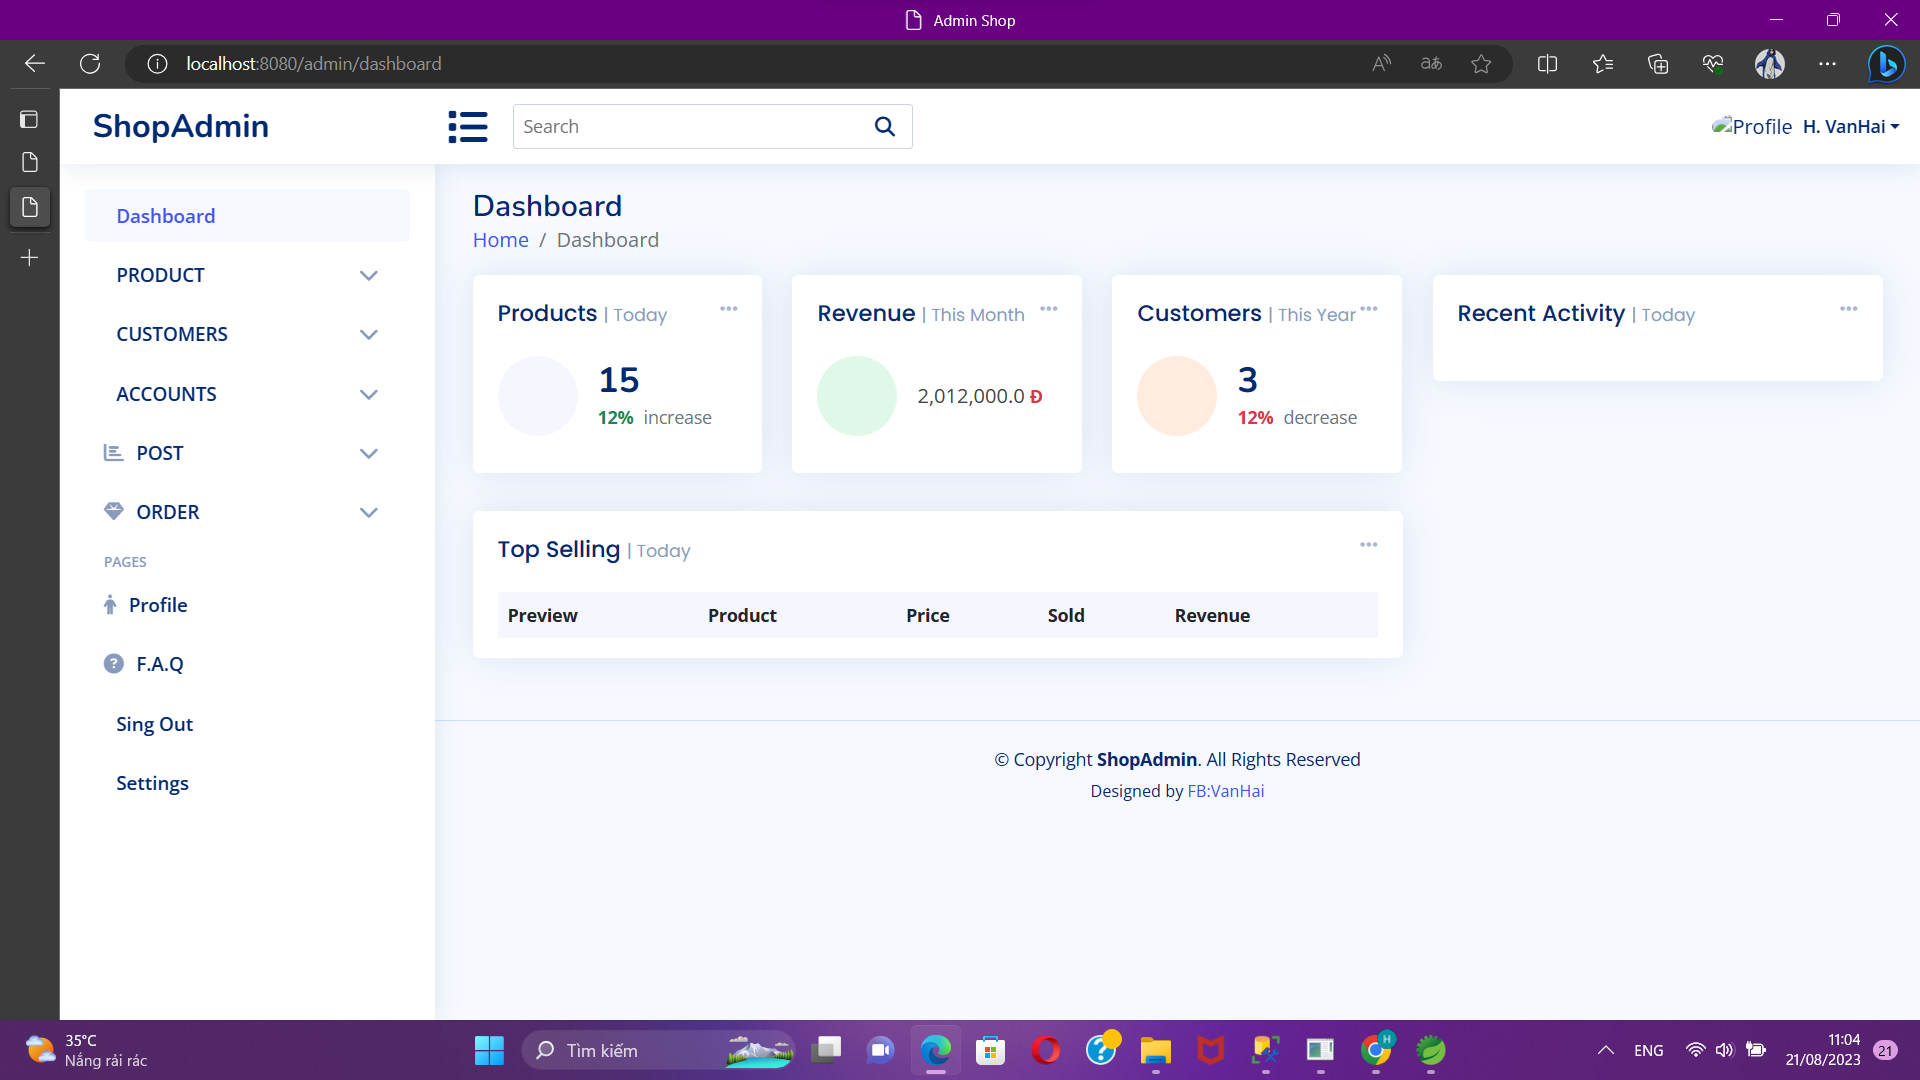 Admin Shop
localhost:8080/admin/dashboard
ShopAdmin
Search
Profile H. VanHai
Dashboard
PRODUCT
CUSTOMERS
ACCOUNTS
POST
ORDER
PAGES
Profile
F.A.Q
Sing Out
Settings
Dashboard
Home / Dashboard
Products | Today
15
12% increase
Revenue | This Month
2,012,000.0 Đ
Customers | This Year
3
12% decrease
Recent Activity | Today
Top Selling | Today
Preview Product Price Sold Revenue
© Copyright ShopAdmin. All Rights Reserved
Designed by FB:VanHai
35°C
Nắng rải rác
Tìm kiếm
H
ENG
11:04
21/08/2023
21